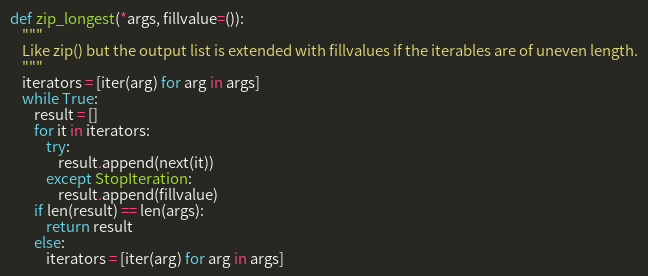 def zip_longest(*args, fillvalue=()):
    """
    Like zip() but the output list is extended with fillvalues if the iterables are of uneven length.
    """
    iterators = [iter(arg) for arg in args]
    while True:
        result = []
        for it in iterators:
            try:
                result.append(next(it))
            except StopIteration:
                result.append(fillvalue)
        if len(result) == len(args):
            return result
        else:
            iterators = [iter(arg) for arg in args]